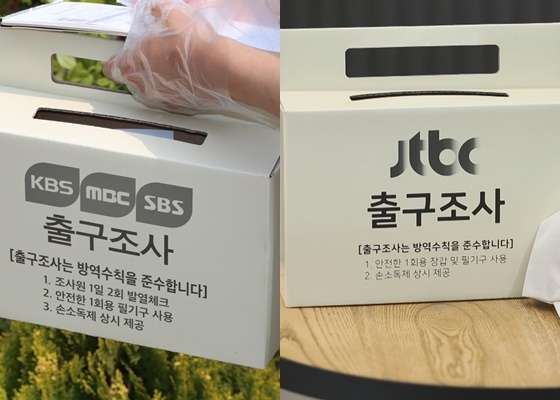 KBS MBC SBS
출구조사
[출구조사는 방역수칙을 준수합니다]
1. 조사원 1일 2회 발열체크
2. 안전한 1회용 필기구 사용
3. 손소독제 상시 제공
jtbc
출구조사
[출구조사는 방역수칙을 준수합니다]
1. 안전한 1회용 장갑 및 필기구 사용
2. 손소독제 상시 제공